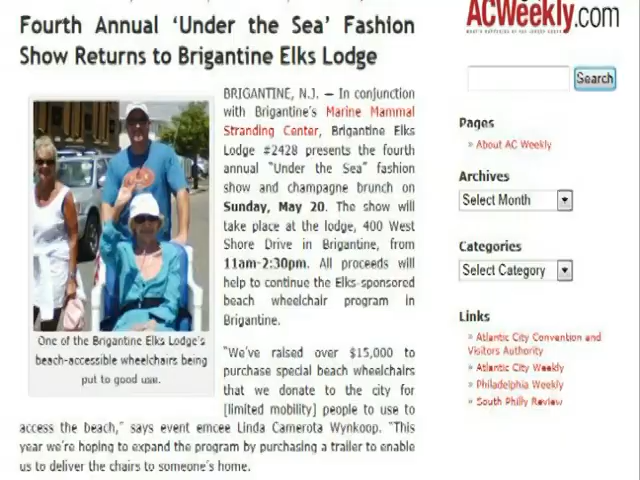 Fourth Annual ‘Under the Sea’ Fashion
Show Returns to Brigantine Elks Lodge
BRIGANTINE, N.J. — In conjunction
with Brigantine's Marine Mammal
Stranding Center, Brigantine Elks
Lodge #2428 presents the fourth
annual "Under the Sea" fashion
show and champagne brunch on
Sunday, May 20. The show will
take place at the lodge, 400 West
Shore Drive in Brigantine, from
11am-2:30pm. All proceeds will
help to continue the Elks-sponsored
beach wheelchair program in
Brigantine.
One of the Brigantine Elks Lodge's
beach-accessible wheelchairs being
put to good use.
"We've raised over $15,000 to
purchase special beach wheelchairs
that we donate to the city for
[limited mobility] people to use to
access the beach," says event emcee Linda Camerota Wynkoop. "This
year we're hoping to expand the program by purchasing a trailer to enable
us to deliver the chairs to someone's home.
ACWeekly.com
Search
Pages
» About AC Weekly
Archives
Select Month
Categories
Select Category
Links
» Atlantic City Convention and
Visitors Authority
» Atlantic City Weekly
» Philadelphia Weekly
» South Philly Review